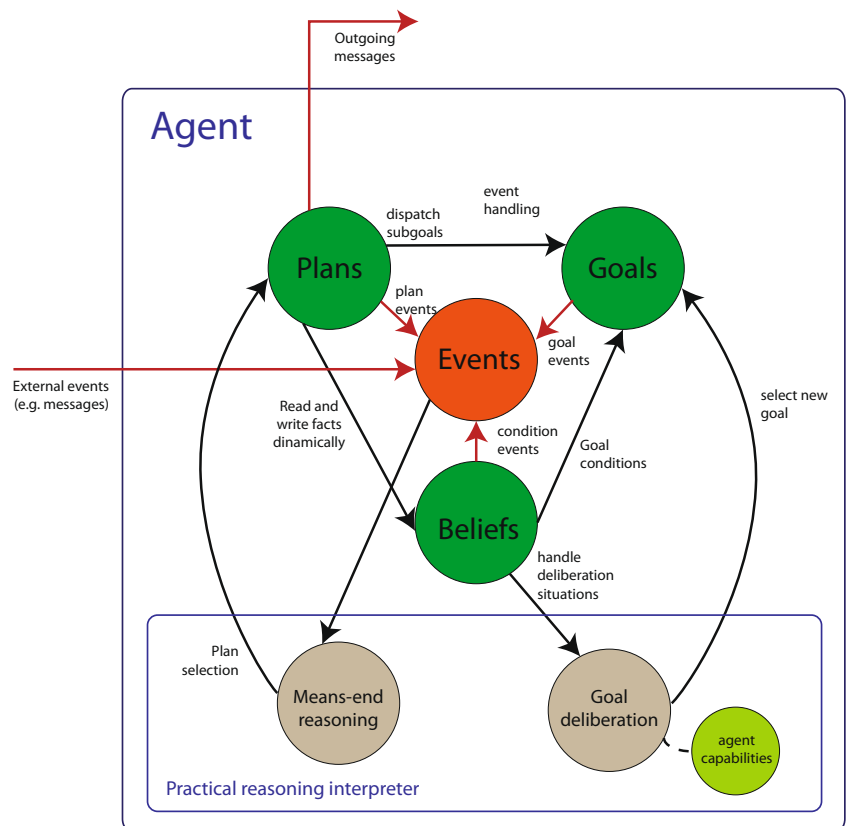 Outgoing
messages
Agent
event
handling
dispatch
subgoals
Plans
Goals
plan
events
Events
goal
events
External events
(e.g. messages)
Read and
write facts
dinamically
condition
events
Goal
conditions
select new
goal
Beliefs
handle
deliberation
situations
Plan
selection
Means-end
reasoning
Goal
deliberation
agent
capabilities
Practical reasoning interpreter